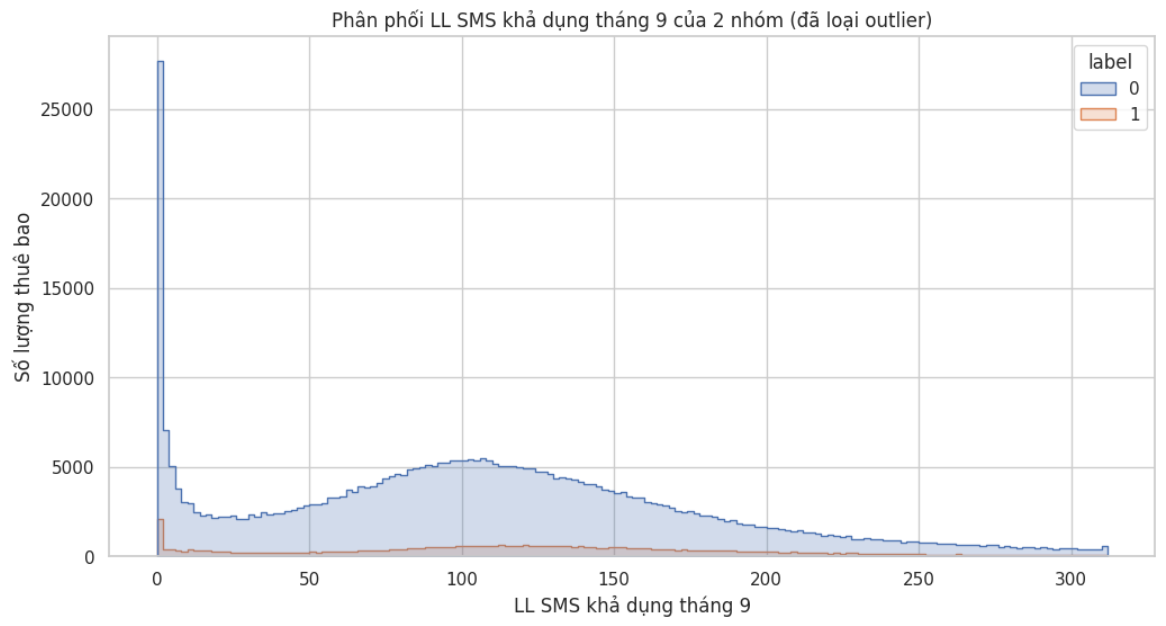 Phân phối LL SMS khả dụng tháng 9 của 2 nhóm (đã loại outlier)
label
0
1
Số lượng thuê bao
25000
20000
15000
10000
5000
0
0 50 100 150 200 250 300
LL SMS khả dụng tháng 9